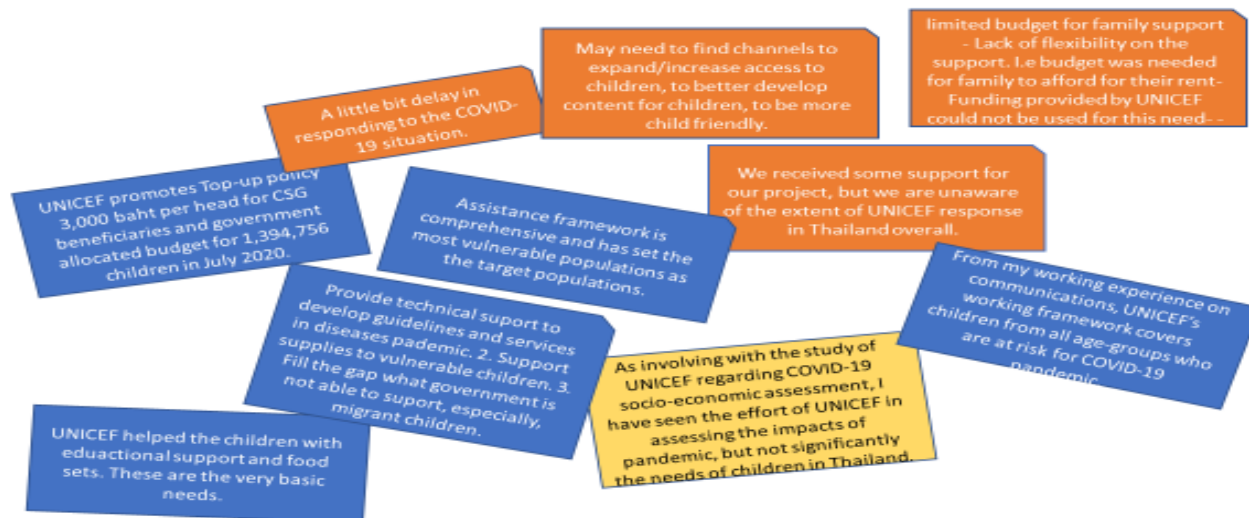 limited budget for family support
- Lack of flexibility on the
support. I.e budget was needed
for family to afford for their rent-
Funding provided by UNICEF
could not be used for this need- -
May need to find channels to
expand/increase access to
children, to better develop
content for children, to be more
child friendly.
A little bit delay in
responding to the COVID-
19 situation.
We received some support for
our project, but we are unaware
of the extent of UNICEF response
in Thailand overall.
UNICEF promotes Top-up policy
3,000 baht per head for CSG
beneficiaries and government
allocated budget for 1,394,756
children in July 2020.
Assistance framework is
comprehensive and has set the
most vulnerable populations as
the target populations.
From my working experience on
communications, UNICEF's
working framework covers
children from all age-groups who
are at risk for COVID-19
pandemic
Provide technical suport to
develop guidelines and services
in diseases pademic. 2. Support
supplies to vulnerable children. 3.
Fill the gap what government is
not able to suport, especially,
migrant children.
As involving with the study of
UNICEF regarding COVID-19
socio-economic assessment, I
have seen the effort of UNICEF in
assessing the impacts of
pandemic, but not significantly
the needs of children in Thailand.
UNICEF helped the children with
eduactional support and food
sets. These are the very basic
needs.